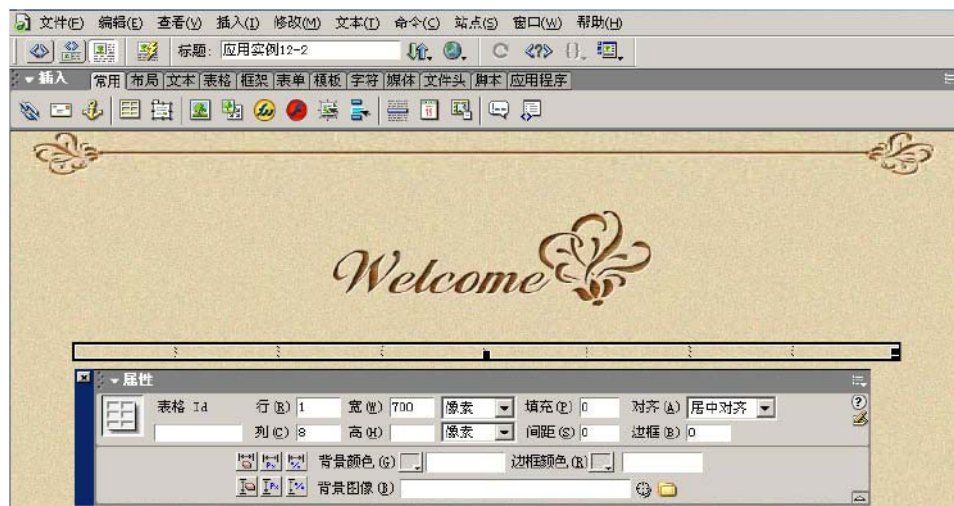 文件(F) 编辑(E) 查看(V) 插入(I) 修改(M) 文本(T) 命令(C) 站点(S) 窗口(W) 帮助(H)
标题: 应用实例12-2
插入 常用 布局 文本 表格 框架 表单 模板 字符 媒体 文件头 脚本 应用程序
Welcome
属性
表格 Id 行(R) 1 宽(W) 700 像素 填充(P) 0 对齐(A) 居中对齐
列(C) 8 高(H) 像素 间距(S) 0 边框(B) 0
背景颜色(G) 边框颜色(R)
背景图像(B)